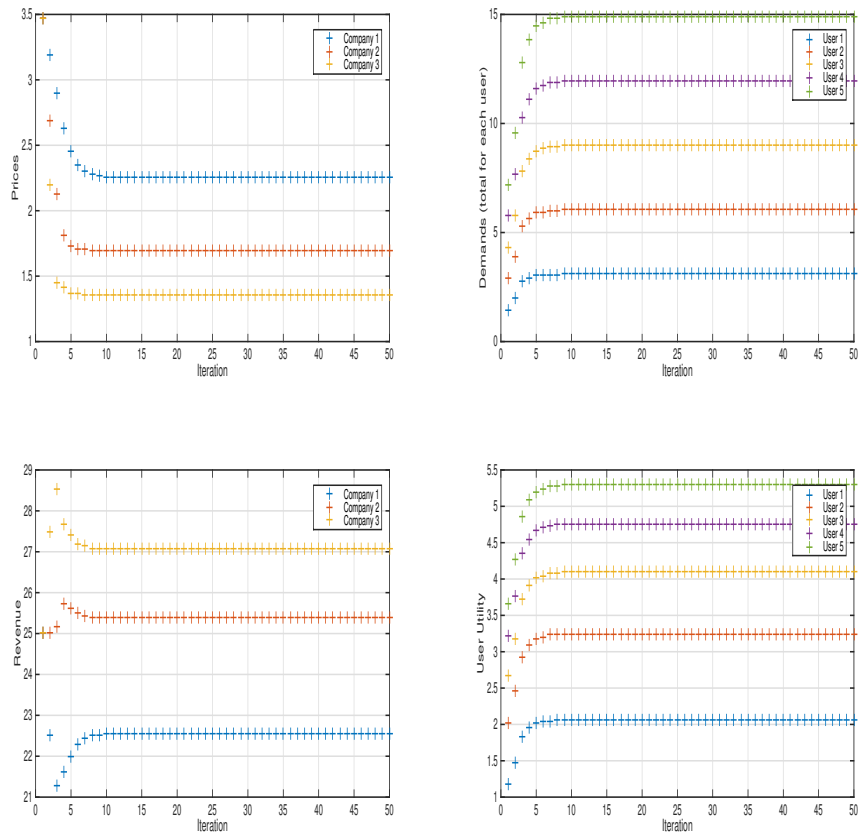 3.5
3
2.5
2
1.5
1
Prices
0 5 10 15 20 25 30 35 40 45 50
Iteration
Company 1
Company 2
Company 3
15
10
5
0
Demands (total for each user)
0 5 10 15 20 25 30 35 40 45 50
Iteration
User 1
User 2
User 3
User 4
User 5
29
28
27
26
25
24
23
22
21
Revenue
0 5 10 15 20 25 30 35 40 45 50
Iteration
Company 1
Company 2
Company 3
5.5
5
4.5
4
3.5
3
2.5
2
1.5
1
User Utility
0 5 10 15 20 25 30 35 40 45 50
Iteration
User 1
User 2
User 3
User 4
User 5